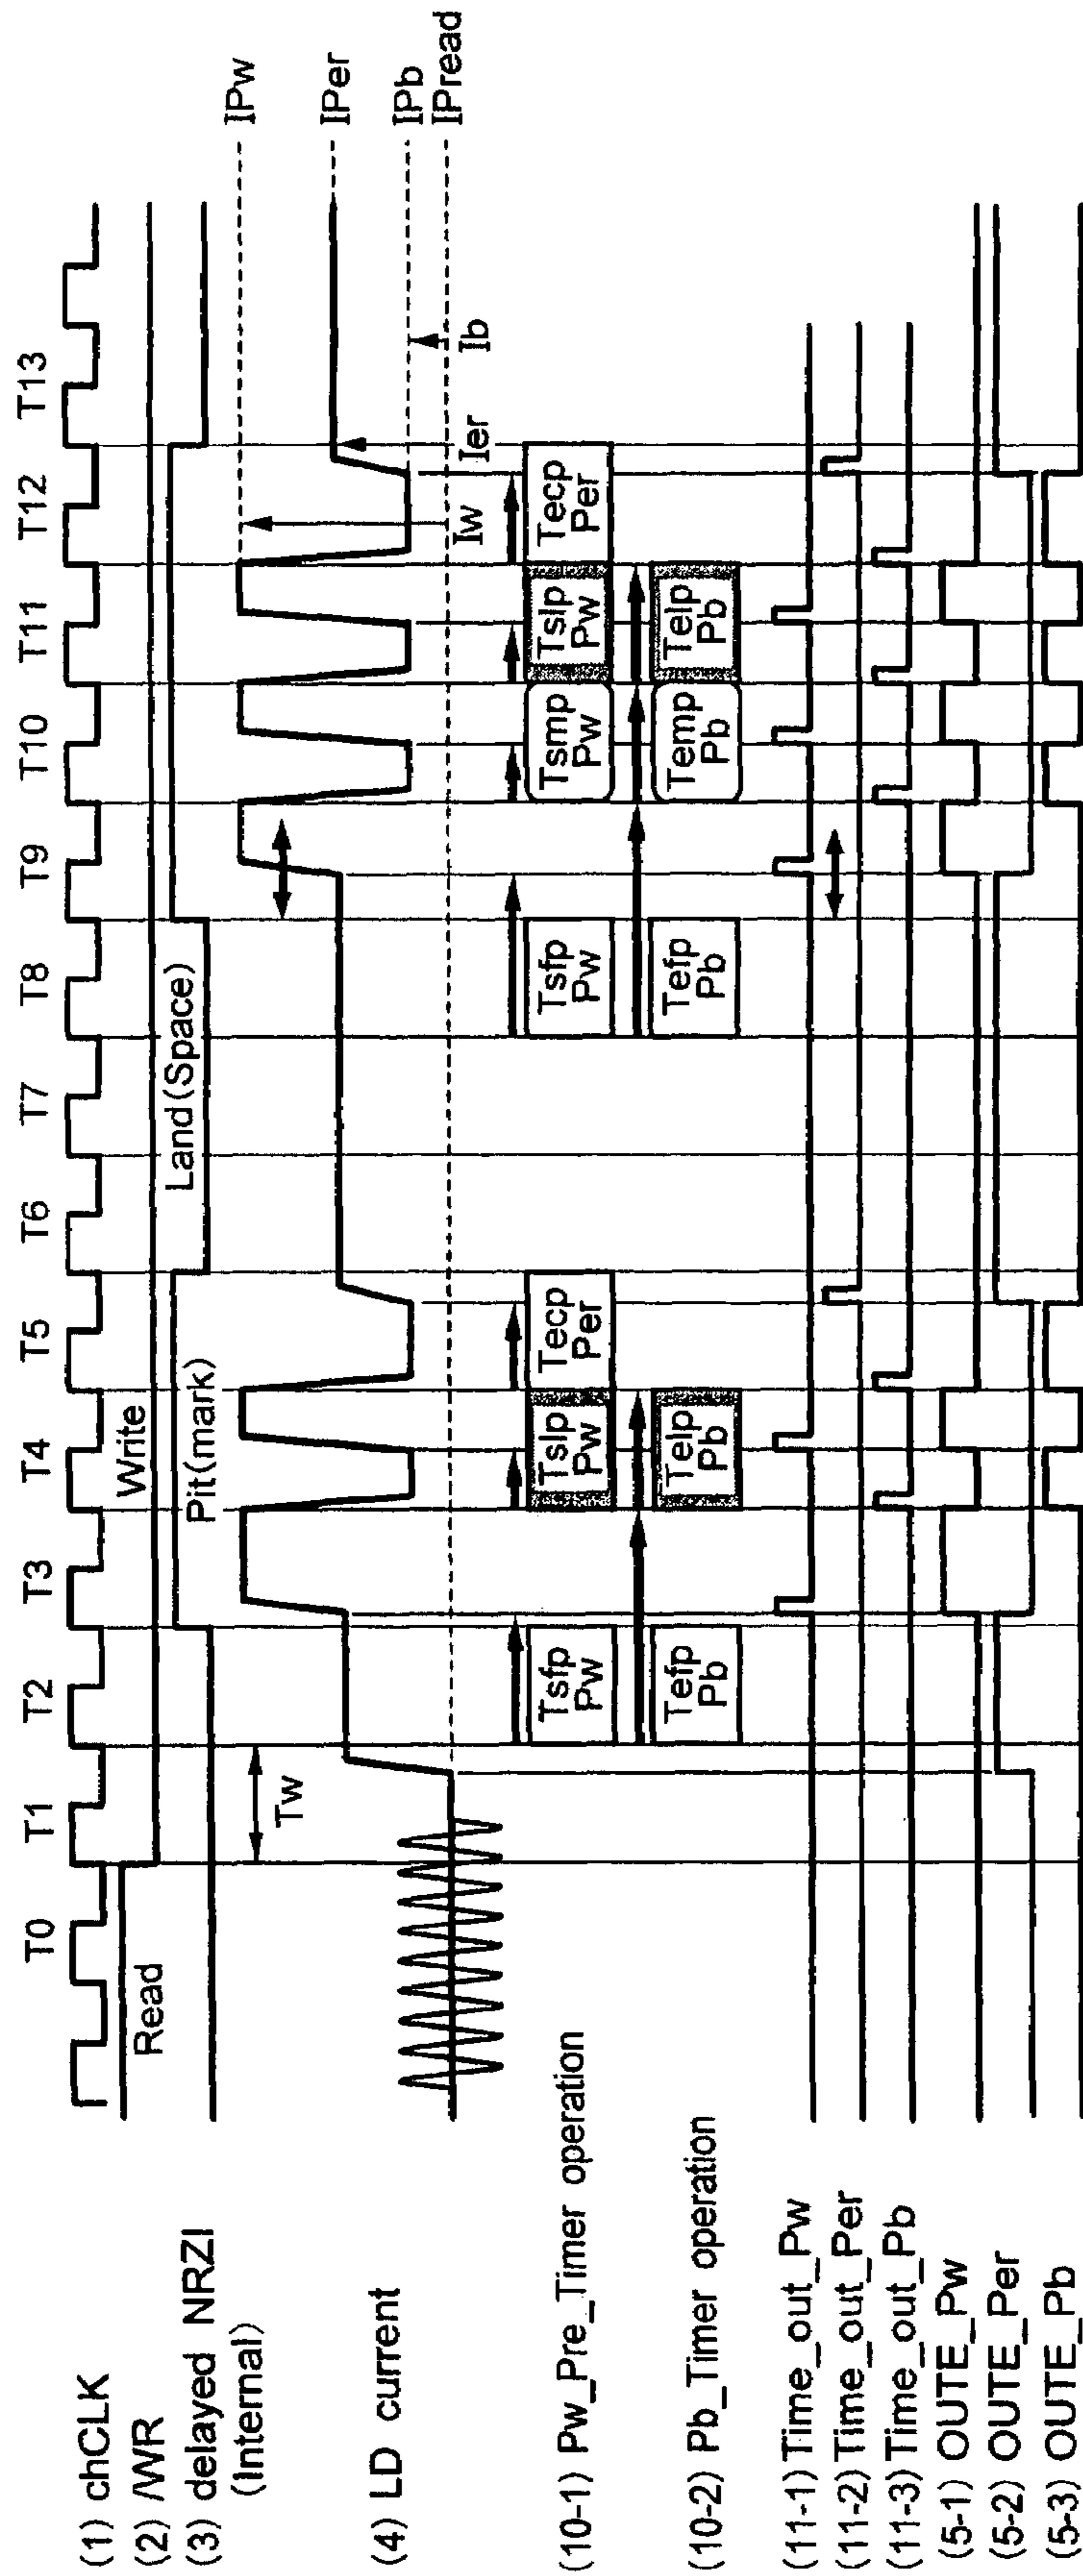 T0 T1 T2 T3 T4 T5 T6 T7 T8 T9 T10 T11 T12 T13
(1) chCLK
(2) /WR
Read
Write
(3) delayed NRZI
(Internal)
Pit(mark)
Land(Space)
(4) LD current
Tw
Iw
Ier
Ib
IPw
IPer
IPb
IPread
(10-1) Pw_Pre_Timer operation
Tsfp
Pw
Tslp
Pw
Tecp
Per
Tsfp
Pw
Tsmp
Pw
Tslp
Pw
Tecp
Per
(10-2) Pb_Timer operation
Tefp
Pb
Telp
Pb
Tefp
Pb
Temp
Pb
Telp
Pb
(11-1) Time_out_Pw
(11-2) Time_out_Per
(11-3) Time_out_Pb
(5-1) OUTE_Pw
(5-2) OUTE_Per
(5-3) OUTE_Pb